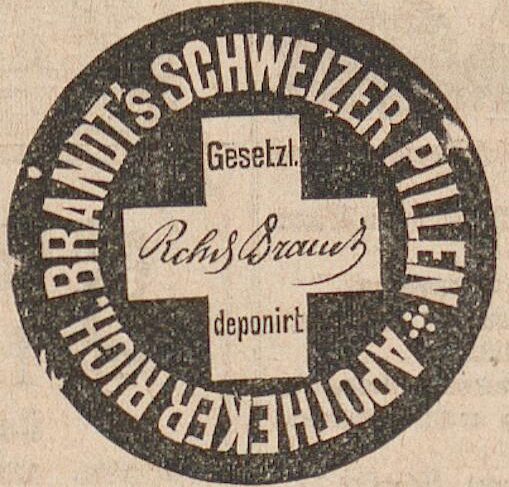 APOTHEKER RICH. BRANDT'S SCHWEIZER PILLEN
Gesetzl.
Richd Brandt
deponirt